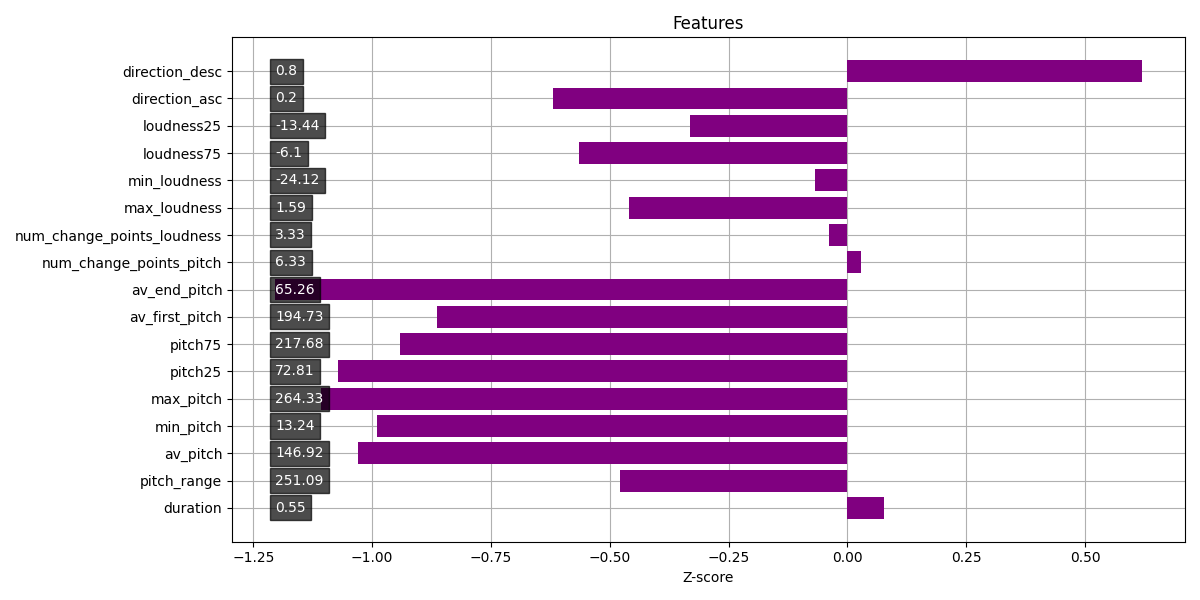 Features
direction_desc 0.8
direction_asc 0.2
loudness25 -13.44
loudness75 -6.1
min_loudness -24.12
max_loudness 1.59
num_change_points_loudness 3.33
num_change_points_pitch 6.33
av_end_pitch 65.26
av_first_pitch 194.73
pitch75 217.68
pitch25 72.81
max_pitch 264.33
min_pitch 13.24
av_pitch 146.92
pitch_range 251.09
duration 0.55
−1.25 −1.00 −0.75 −0.50 −0.25 0.00 0.25 0.50
Z-score